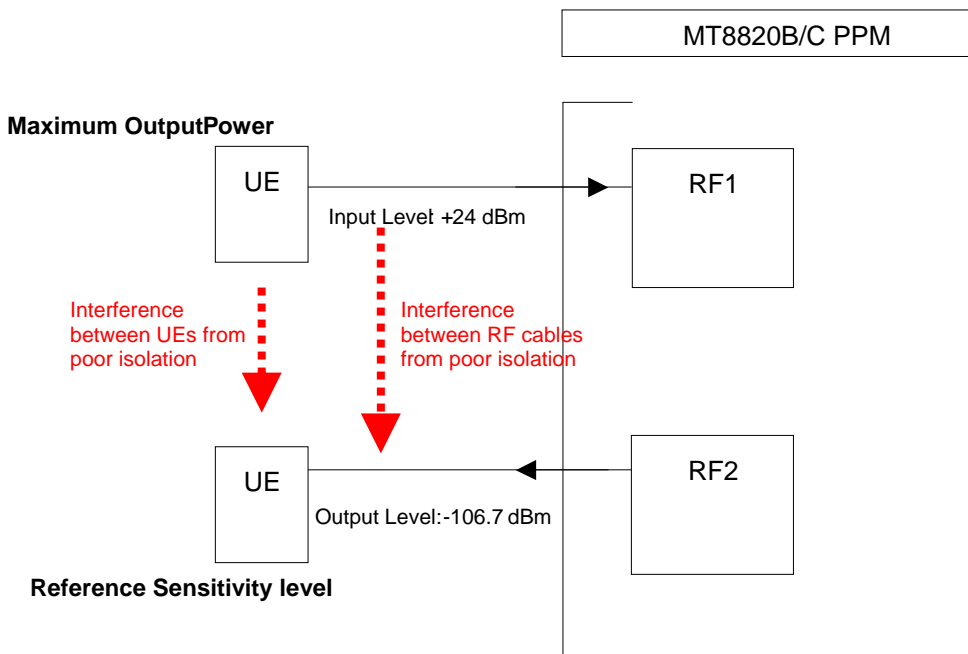 MT8820B/C PPM
Maximum OutputPower
UE
RF1
Input Level: +24 dBm
Interference
between UEs from
poor isolation
Interference
between RF cables
from poor isolation
UE
RF2
Output Level:-106.7 dBm
Reference Sensitivity level